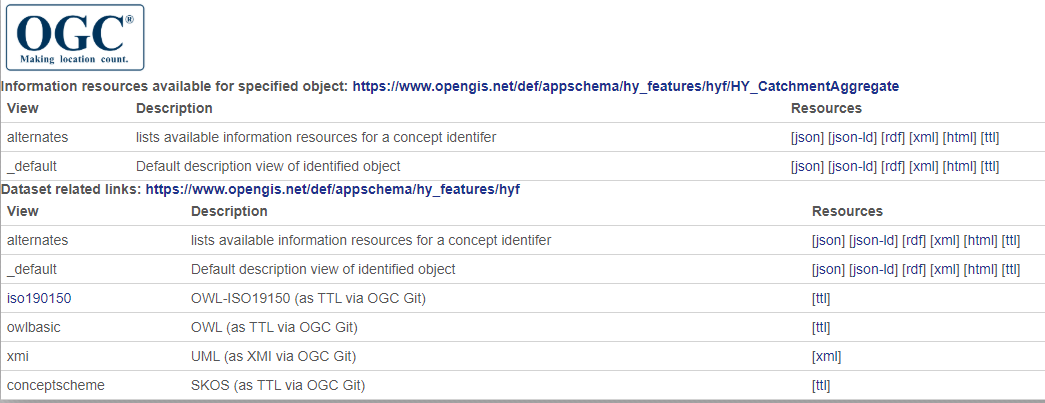 OGC®
Making location count.
Information resources available for specified object: https://www.opengis.net/def/appschema/hy_features/hyf/HY_CatchmentAggregate
View Description Resources
alternates lists available information resources for a concept identifer [json] [json-ld] [rdf] [xml] [html] [ttl]
_default Default description view of identified object [json] [json-ld] [rdf] [xml] [html] [ttl]
Dataset related links: https://www.opengis.net/def/appschema/hy_features/hyf
View Description Resources
alternates lists available information resources for a concept identifer [json] [json-ld] [rdf] [xml] [html] [ttl]
_default Default description view of identified object [json] [json-ld] [rdf] [xml] [html] [ttl]
iso190150 OWL-ISO19150 (as TTL via OGC Git) [ttl]
owlbasic OWL (as TTL via OGC Git) [ttl]
xmi UML (as XMI via OGC Git) [xml]
conceptscheme SKOS (as TTL via OGC Git) [ttl]